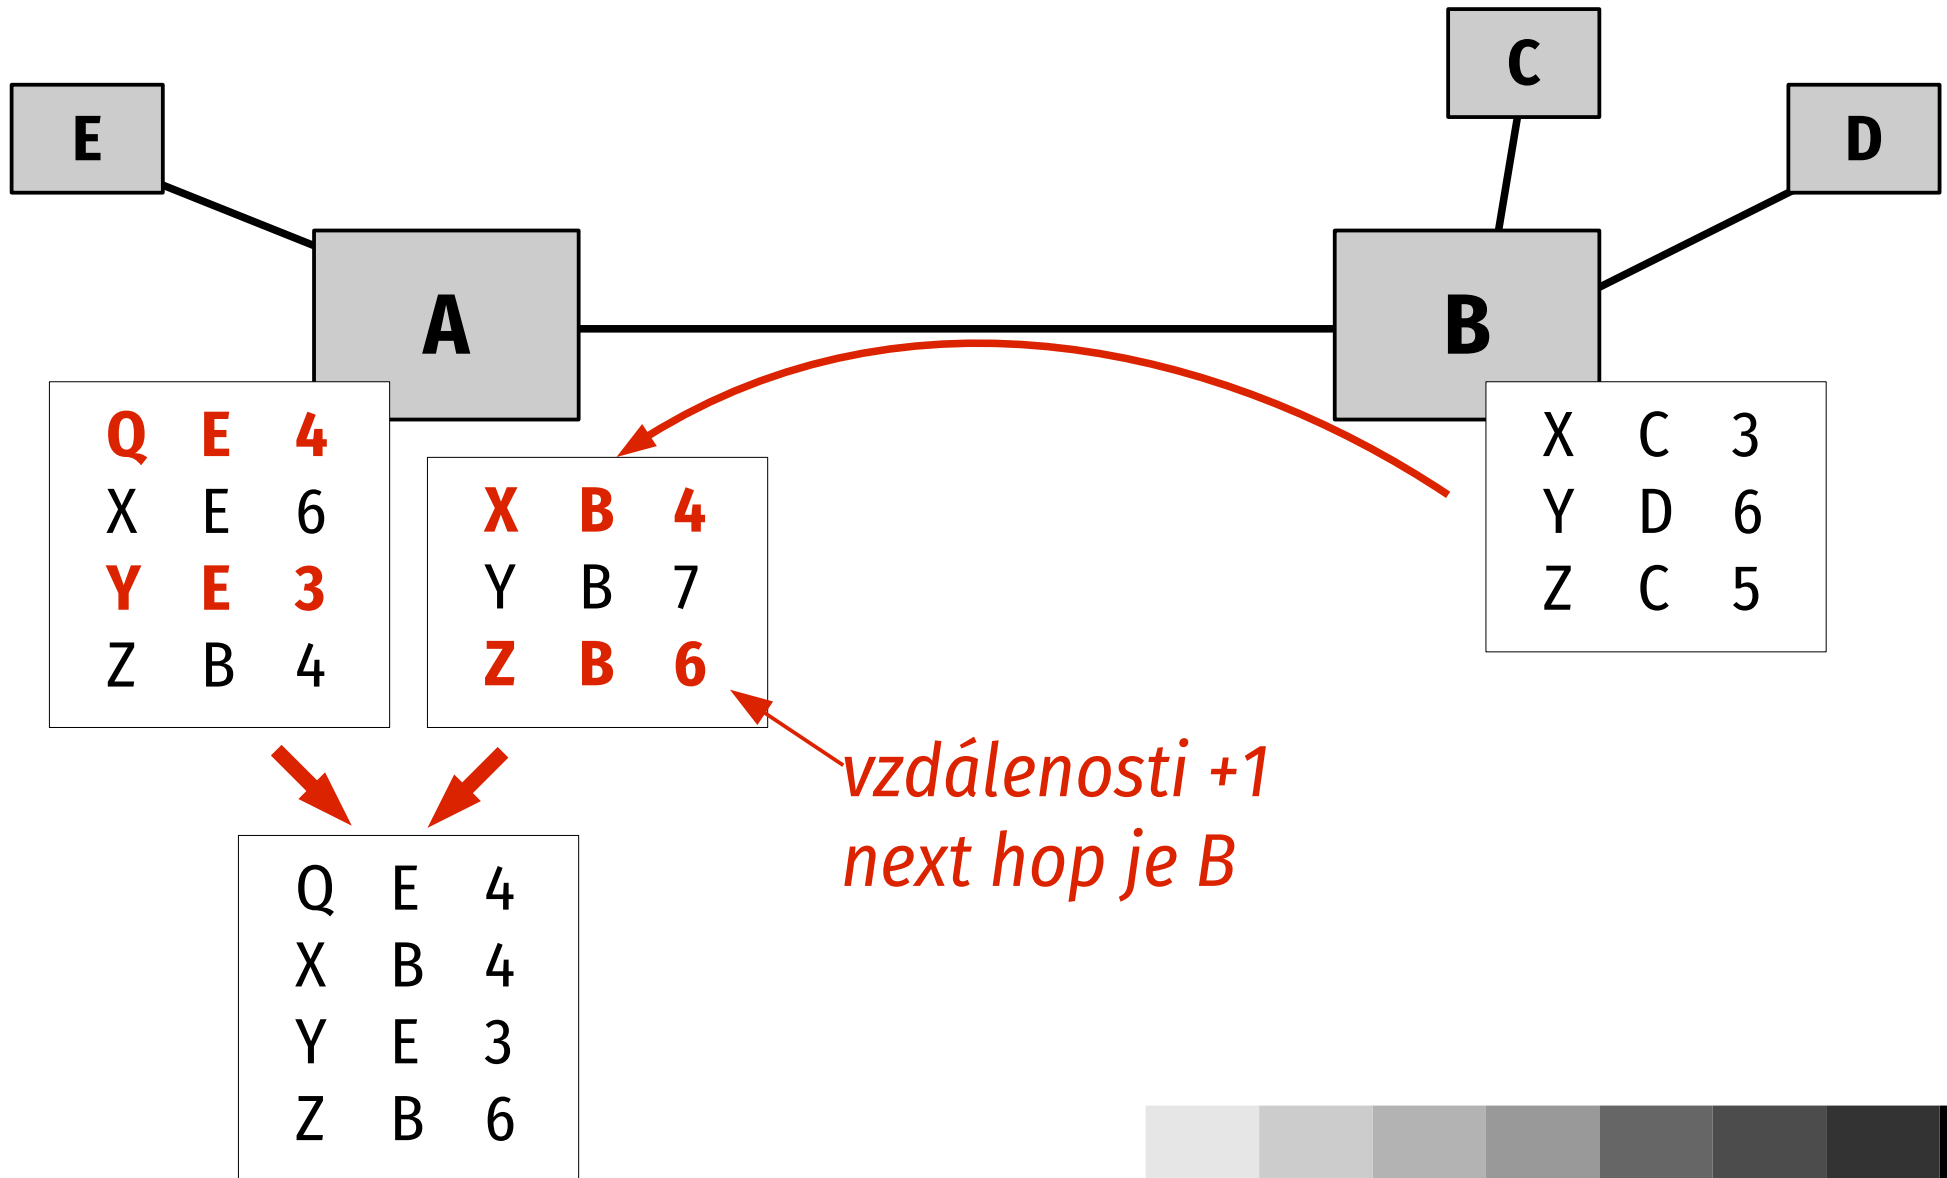 C
E
D
A
B
Q E 4
X E 6
Y E 3
Z B 4
X B 4
Y B 7
Z B 6
X C 3
Y D 6
Z C 5
vzdálenosti +1
next hop je B
Q E 4
X B 4
Y E 3
Z B 6